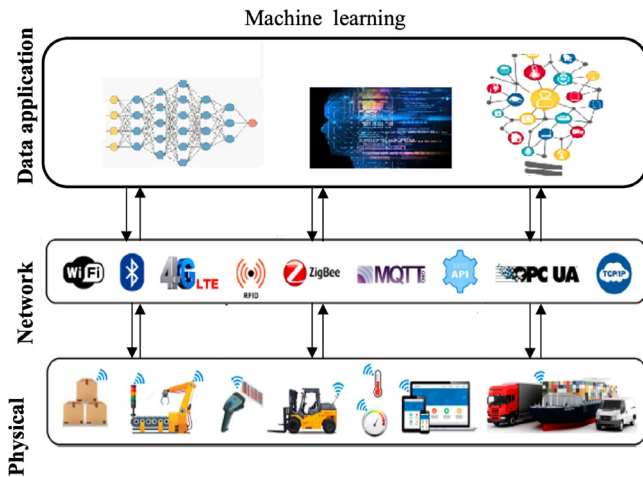 Machine learning
Data application
Network
WiFi
4G LTE
RFID
ZigBee
MQTT
API
OPC UA
TCP/IP
Physical